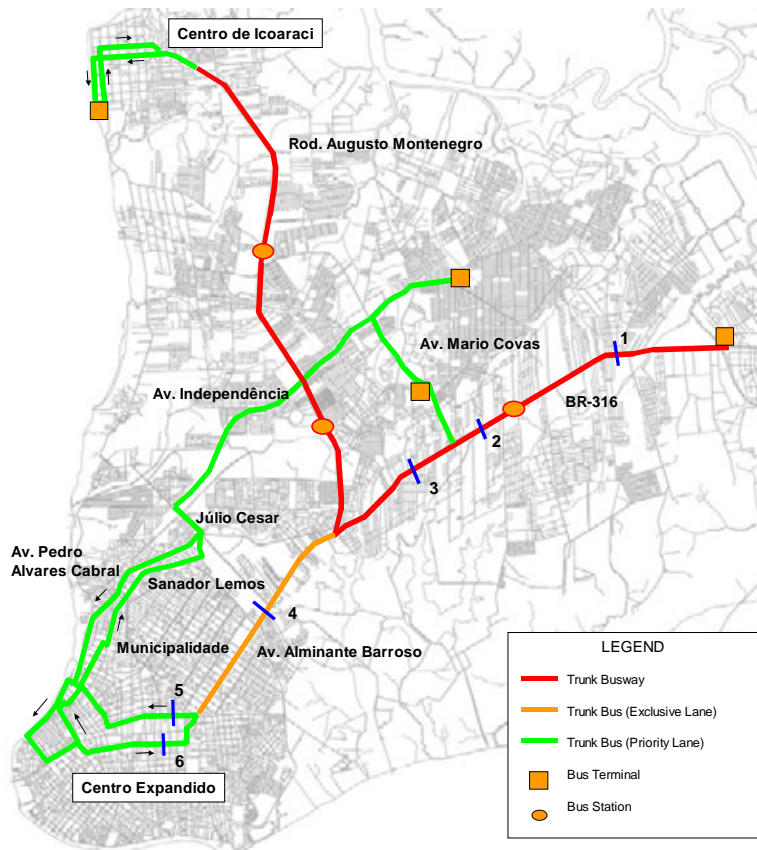 Centro de Icoaraci
Rod. Augusto Montenegro
1
Av. Mario Covas
Av. Independência
BR-316
2
3
Júlio Cesar
Av. Pedro
Alvares Cabral
Sanador Lemos
4
Municipalidade
Av. Alminante Barroso
5
6
Centro Expandido
LEGEND
Trunk Busway
Trunk Bus (Exclusive Lane)
Trunk Bus (Priority Lane)
Bus Terminal
Bus Station